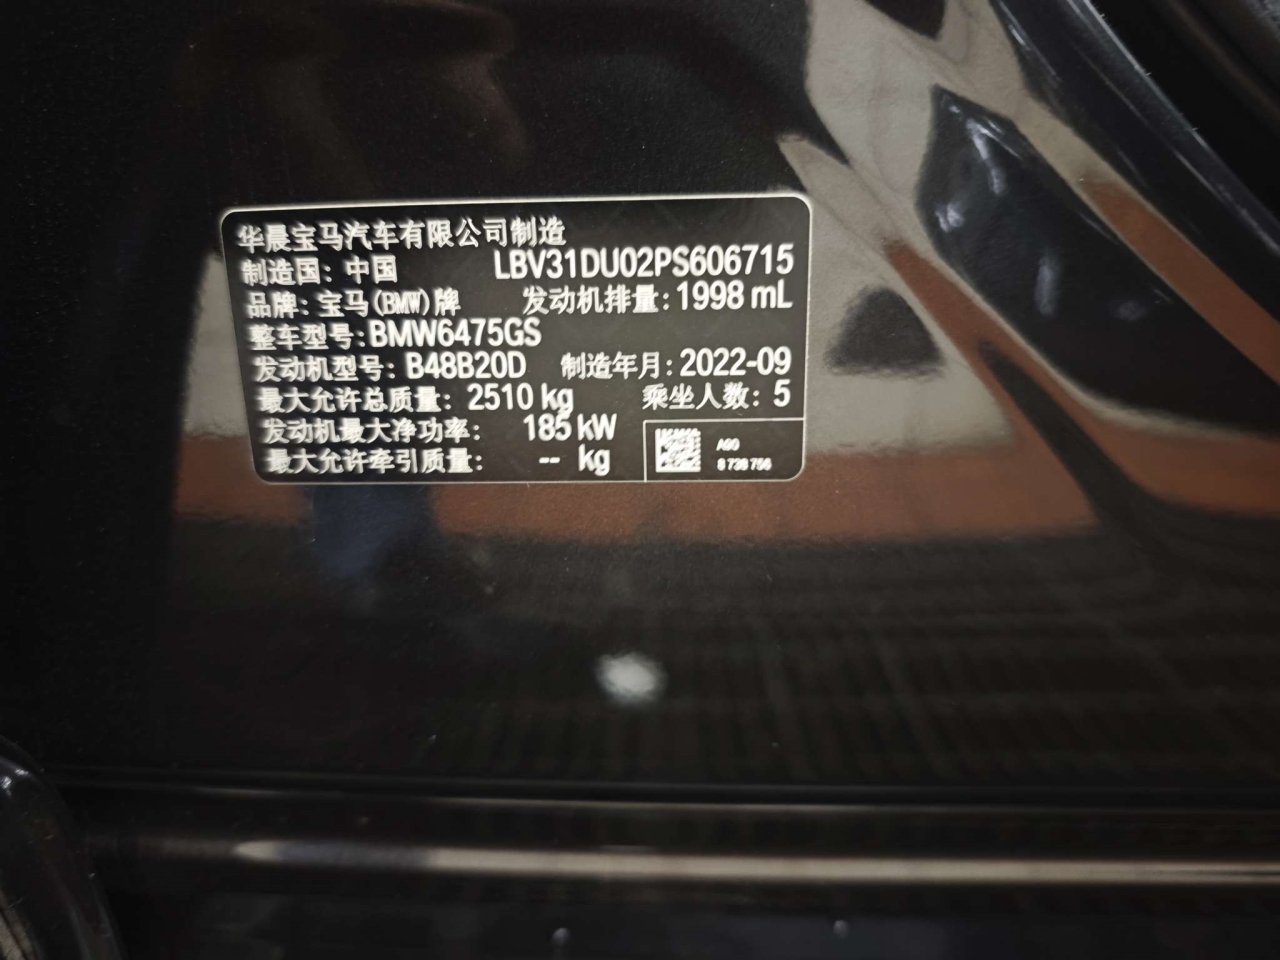 华晨宝马汽车有限公司制造
制造国: 中国 LBV31DU02PS606715
品牌: 宝马(BMW)牌 发动机排量: 1998 mL
整车型号: BMW6475GS
发动机型号: B48B20D 制造年月: 2022-09
最大允许总质量: 2510 kg 乘坐人数: 5
发动机最大净功率: 185 kW
最大允许牵引质量: -- kg
A90
8 738 756